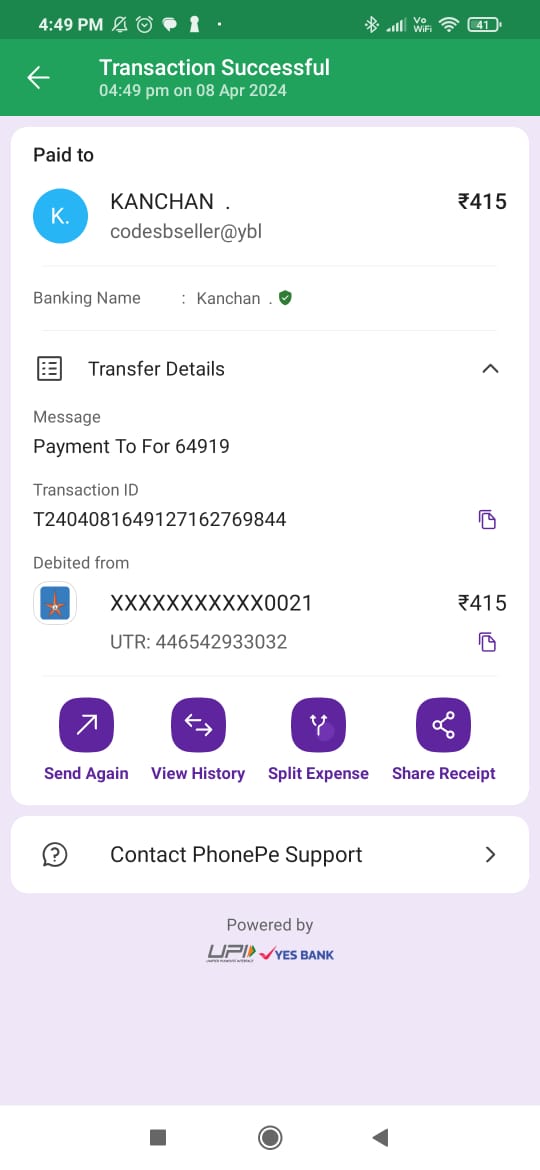 4:49 PM
Vo WiFi
41
Transaction Successful
04:49 pm on 08 Apr 2024
Paid to
K.
KANCHAN . ₹415
codesbseller@ybl
Banking Name : Kanchan .
Transfer Details
Message
Payment To For 64919
Transaction ID
T2404081649127162769844
Debited from
XXXXXXXXXXX0021 ₹415
UTR: 446542933032
Send Again View History Split Expense Share Receipt
Contact PhonePe Support
Powered by
UPI YES BANK
UNIFIED PAYMENTS INTERFACE